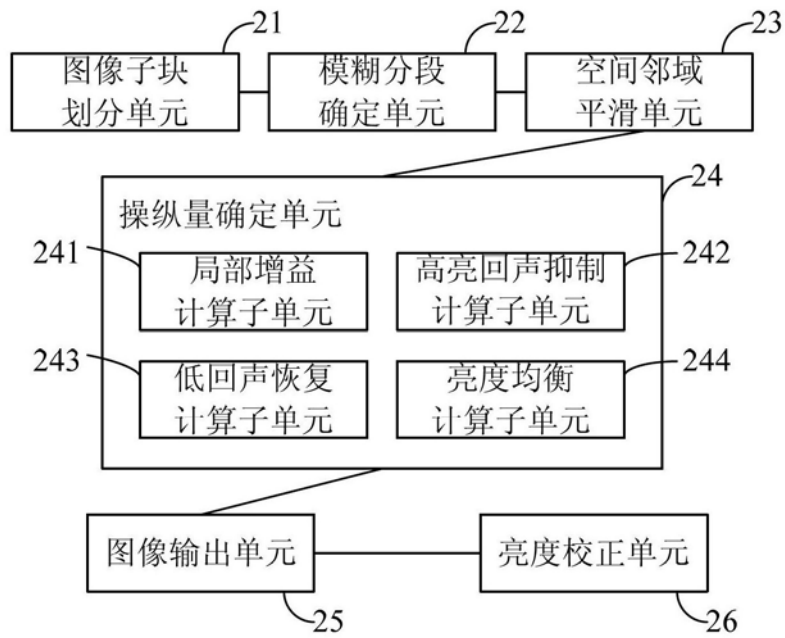 21
22
23
图像子块
划分单元
模糊分段
确定单元
空间邻域
平滑单元
24
操纵量确定单元
241
局部增益
计算子单元
高亮回声抑制
计算子单元
242
243
低回声恢复
计算子单元
亮度均衡
计算子单元
244
图像输出单元
亮度校正单元
25
26